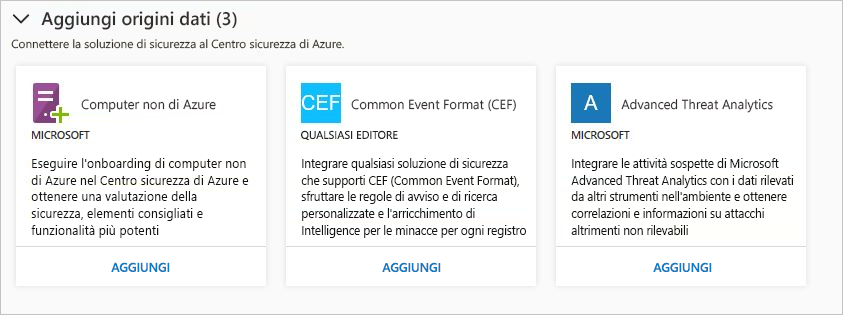 Aggiungi origini dati (3)
Connettere la soluzione di sicurezza al Centro sicurezza di Azure.
Computer non di Azure
MICROSOFT
Eseguire l'onboarding di computer non
di Azure nel Centro sicurezza di Azure e
ottenere una valutazione della
sicurezza, elementi consigliati e
funzionalità più potenti
AGGIUNGI
CEF
Common Event Format (CEF)
QUALSIASI EDITORE
Integrare qualsiasi soluzione di sicurezza
che supporti CEF (Common Event Format),
sfruttare le regole di avviso e di ricerca
personalizzate e l'arricchimento di
Intelligence per le minacce per ogni registro
AGGIUNGI
A
Advanced Threat Analytics
MICROSOFT
Integrare le attività sospette di Microsoft
Advanced Threat Analytics con i dati rilevati
da altri strumenti nell'ambiente e ottenere
correlazioni e informazioni su attacchi
altrimenti non rilevabili
AGGIUNGI